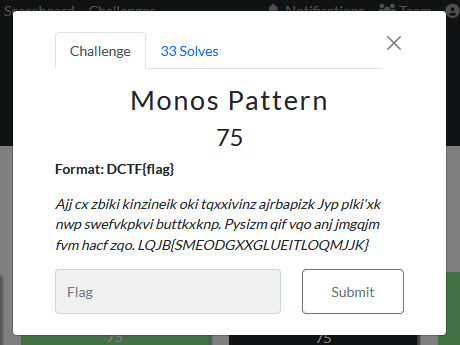 Scoreboard Challenges Notifications Team
Challenge 33 Solves
Monos Pattern
75
Format: DCTF{flag}
Ajj cx zbiki kinzineik oki tqxxivinz ajrbapizk Jyp plki'xk
nwp swefvkpkvi buttkxknp. Pysizm qif vqo anj jmgqjm
fvm hacf zqo. LQJB{SMEODGXXGLUEITLOQMJJK}
Flag Submit
75 75